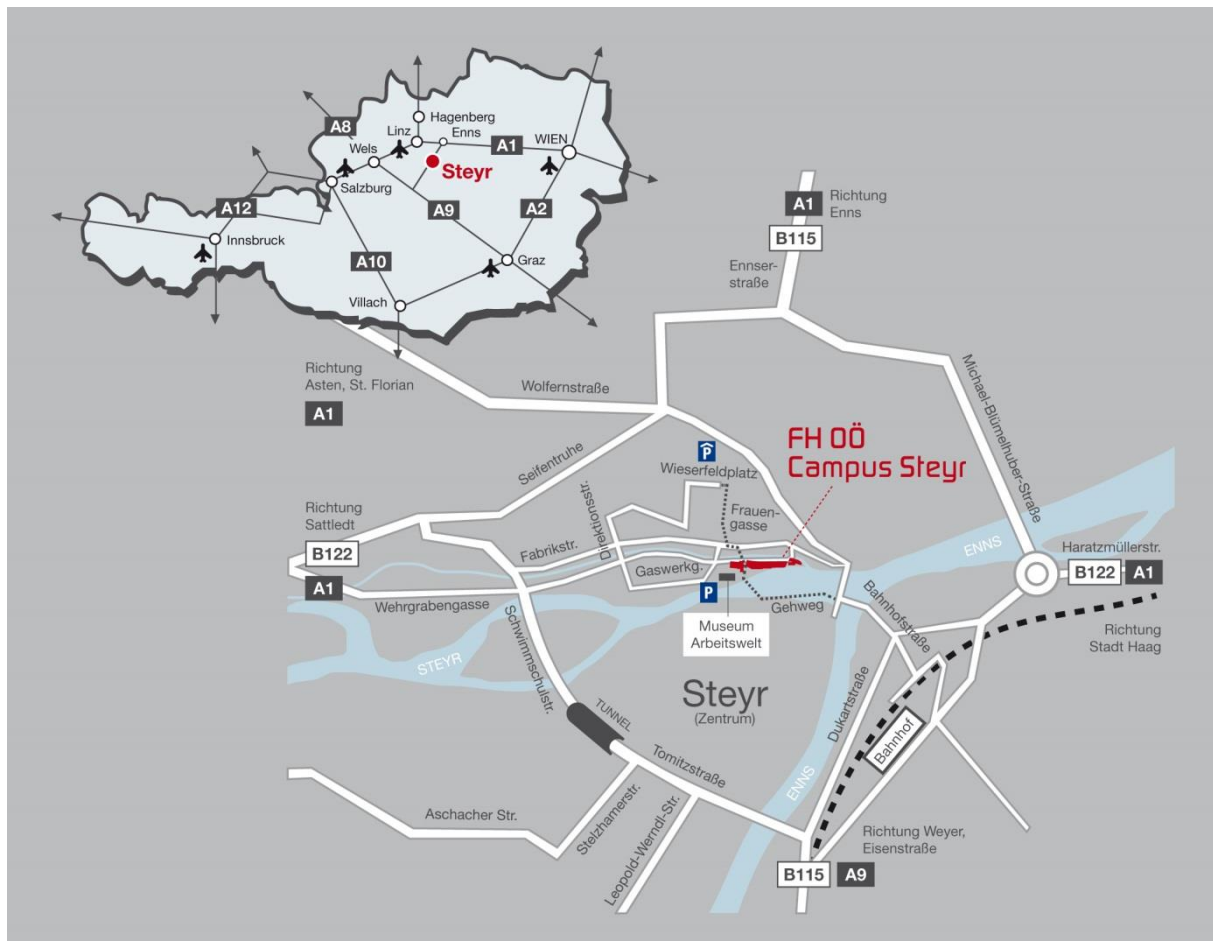 Hagenberg
Enns
Linz
A8
A1
WIEN
Wels
Steyr
Salzburg
A12
A9
A2
Innsbruck
A10
Graz
Villach
A1
Richtung
Enns
B115
Ennser-
straße
Richtung
Asten, St. Florian
A1
Wolfernstraße
Michael-Blümelhuber-Straße
FH OÖ
Campus Steyr
P
Wieserfeldplatz
Seifentruhe
Direktionsstr.
Frauen-
gasse
Richtung
Sattledt
B122
A1
Fabrikstr.
Gaswerkg.
Wehrgrabengasse
ENNS
Haratzmüllerstr.
B122
A1
P
Gehweg
Bahnhofstraße
Museum
Arbeitswelt
Richtung
Stadt Haag
STEYR
Schwimmschulstr.
Steyr
(Zentrum)
TUNNEL
Dukartstraße
Bahnhof
Tomitzstraße
ENNS
Aschacher Str.
Stelzhamerstr.
Leopold-Werndl-Str.
Richtung Weyer,
Eisenstraße
B115
A9